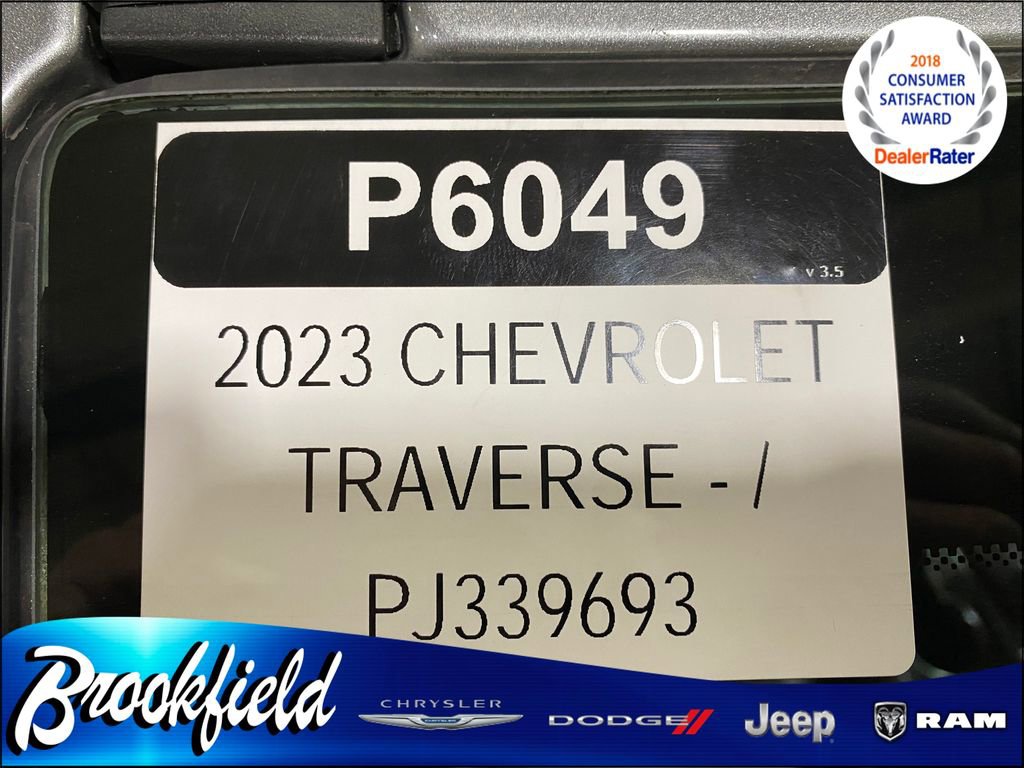 2018
CONSUMER
SATISFACTION
AWARD
DealerRater
P6049
v 3.5
2023 CHEVROLET
TRAVERSE - /
PJ339693
Brookfield
CHRYSLER
DODGE
Jeep
RAM